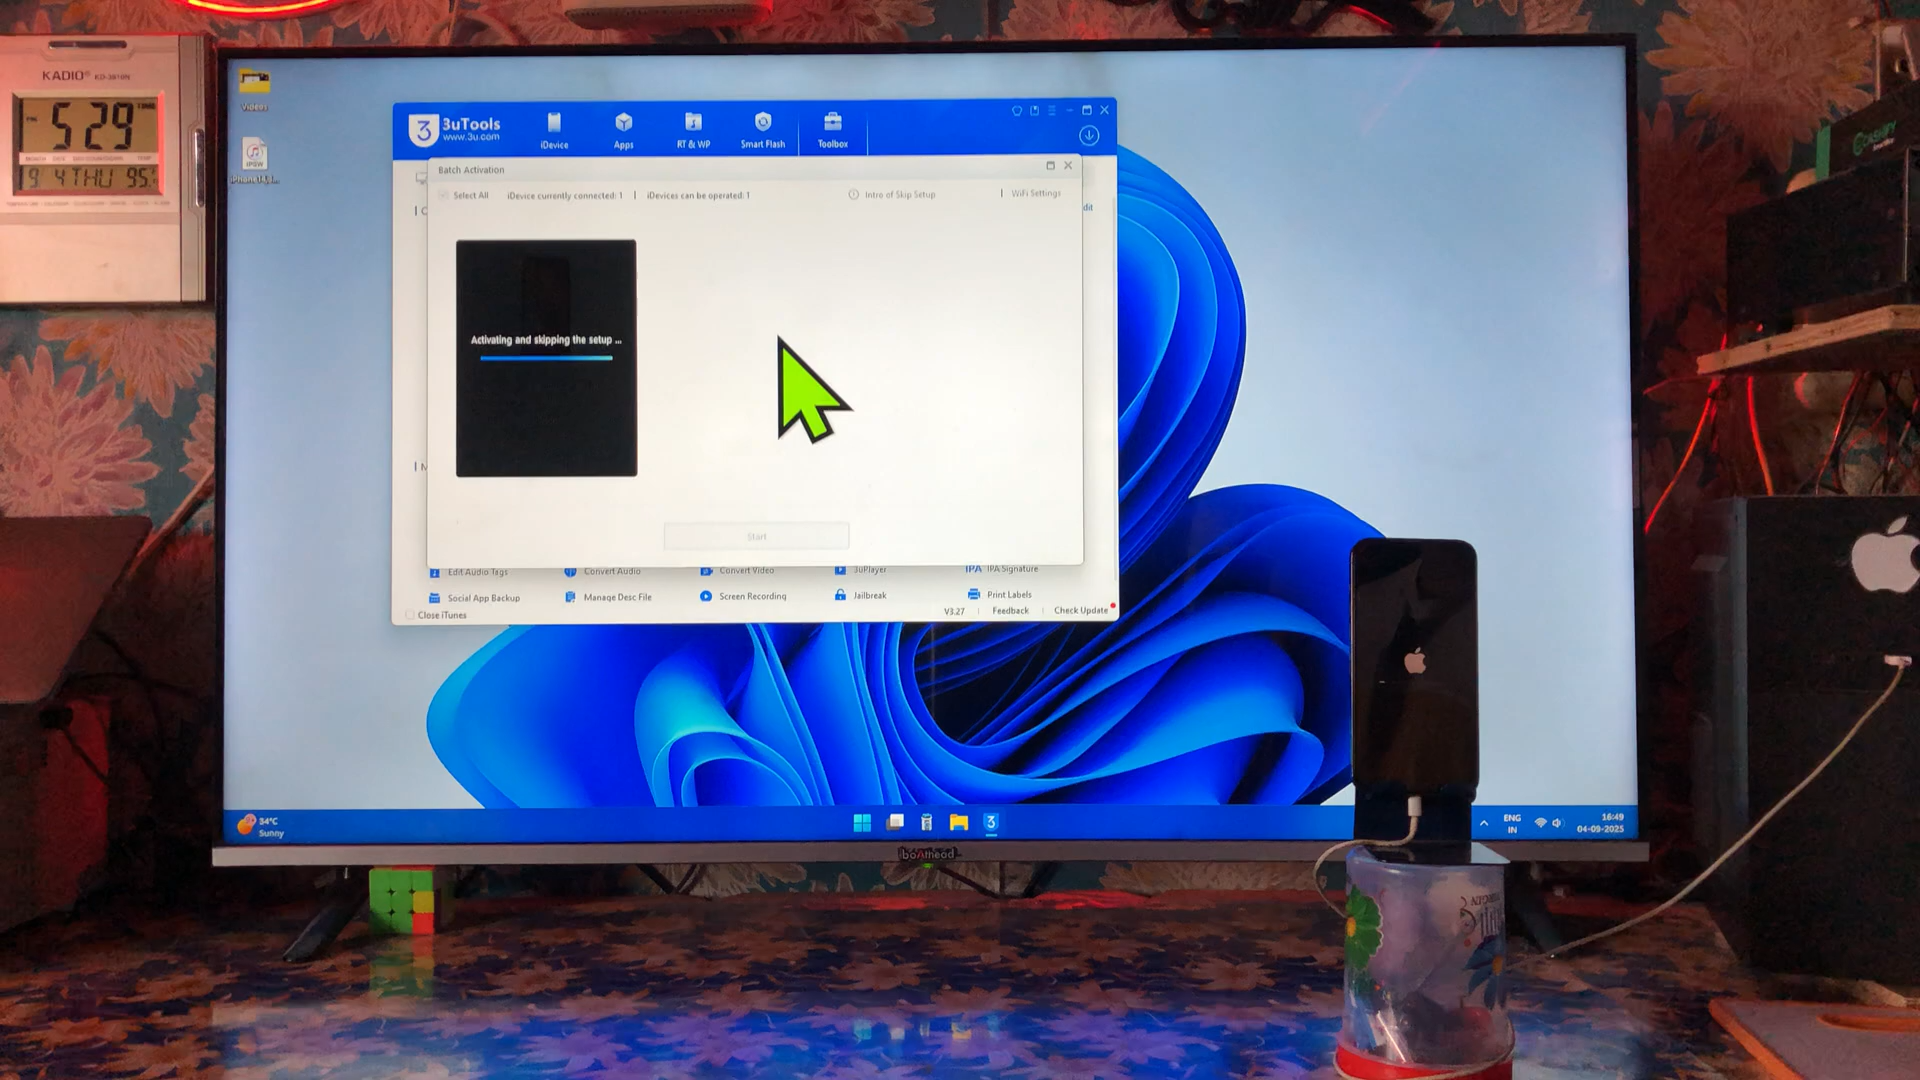 KADIO
5 29
9 4 THU 95
Videos
IPSW
3uTools
www.3u.com
iDevice
Apps
RT & WP
Smart Flash
Toolbox
Batch Activation
Select All
iDevice currently connected: 1
iDevices can be operated: 1
Intro of Skip Setup
WiFi Settings
Activating and skipping the setup ...
Start
Edit Audio Tags
Convert Audio
Convert Video
3uPlayer
IPA
IPA Signature
Social App Backup
Manage Desc File
Screen Recording
Jailbreak
Print Labels
Close iTunes
V3.27
Feedback
Check Update
34°C
Sunny
3
ENG
IN
16:49
04-09-2025
CASHIFY